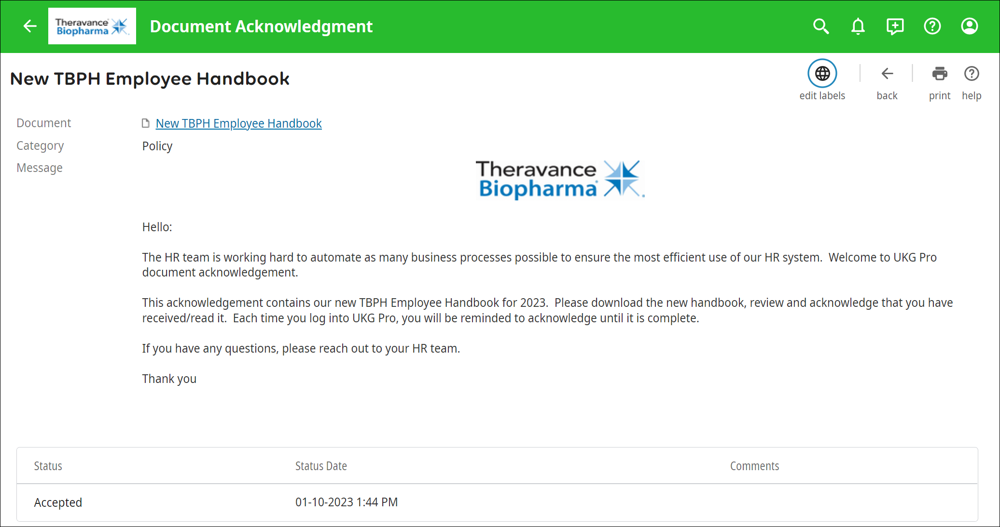 Theravance
Biopharma
Document Acknowledgment
New TBPH Employee Handbook
edit labels
back
print
help
Document
New TBPH Employee Handbook
Category
Policy
Message
Theravance
Biopharma
Hello:
The HR team is working hard to automate as many business processes possible to ensure the most efficient use of our HR system.  Welcome to UKG Pro
document acknowledgement.
This acknowledgement contains our new TBPH Employee Handbook for 2023.  Please download the new handbook, review and acknowledge that you have
received/read it.  Each time you log into UKG Pro, you will be reminded to acknowledge until it is complete.
If you have any questions, please reach out to your HR team.
Thank you
Status Status Date Comments
Accepted 01-10-2023 1:44 PM